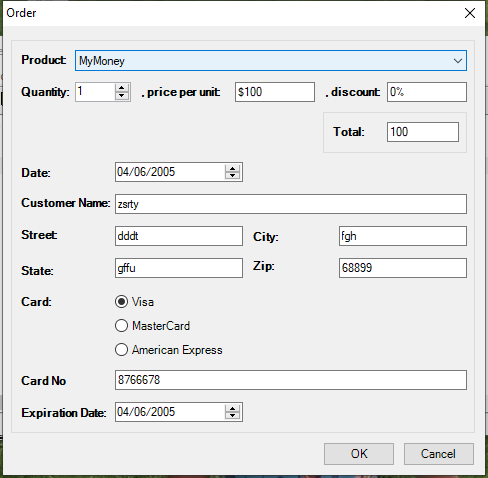 Order
Product: MyMoney
Quantity: 1 , price per unit: $100 , discount: 0%
Total: 100
Date: 04/06/2005
Customer Name: zsrty
Street: dddt City: fgh
State: gffu Zip: 68899
Card: Visa
MasterCard
American Express
Card No 8766678
Expiration Date: 04/06/2005
OK Cancel